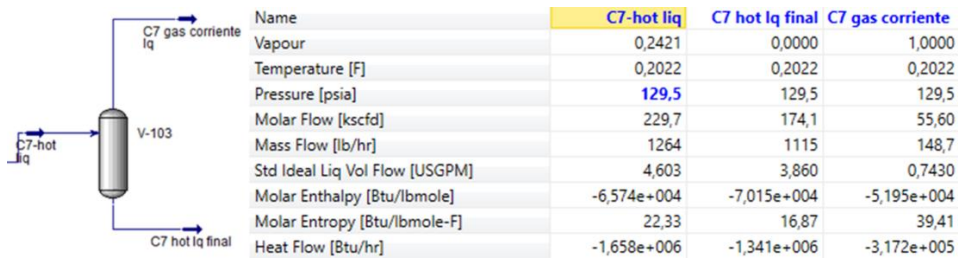 C7 gas corriente
lq
V-103
C7-hot
liq
C7 hot lq final
Name C7-hot liq C7 hot lq final C7 gas corriente
Vapour 0,2421 0,0000 1,0000
Temperature [F] 0,2022 0,2022 0,2022
Pressure [psia] 129,5 129,5 129,5
Molar Flow [kscfd] 229,7 174,1 55,60
Mass Flow [lb/hr] 1264 1115 148,7
Std Ideal Liq Vol Flow [USGPM] 4,603 3,860 0,7430
Molar Enthalpy [Btu/lbmole] -6,574e+004 -7,015e+004 -5,195e+004
Molar Entropy [Btu/lbmole-F] 22,33 16,87 39,41
Heat Flow [Btu/hr] -1,658e+006 -1,341e+006 -3,172e+005